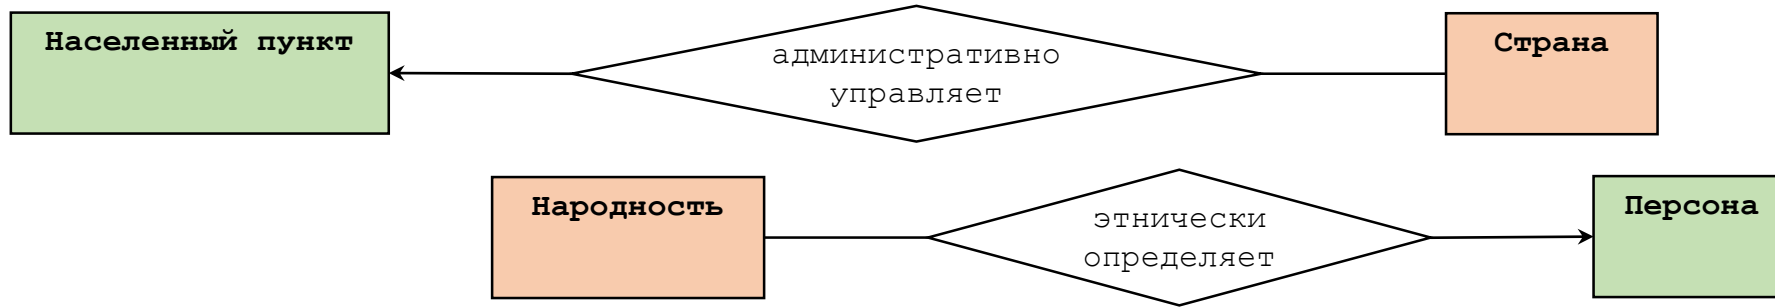 Населенный пункт
административно
управляет
Страна
Народность
этнически
определяет
Персона